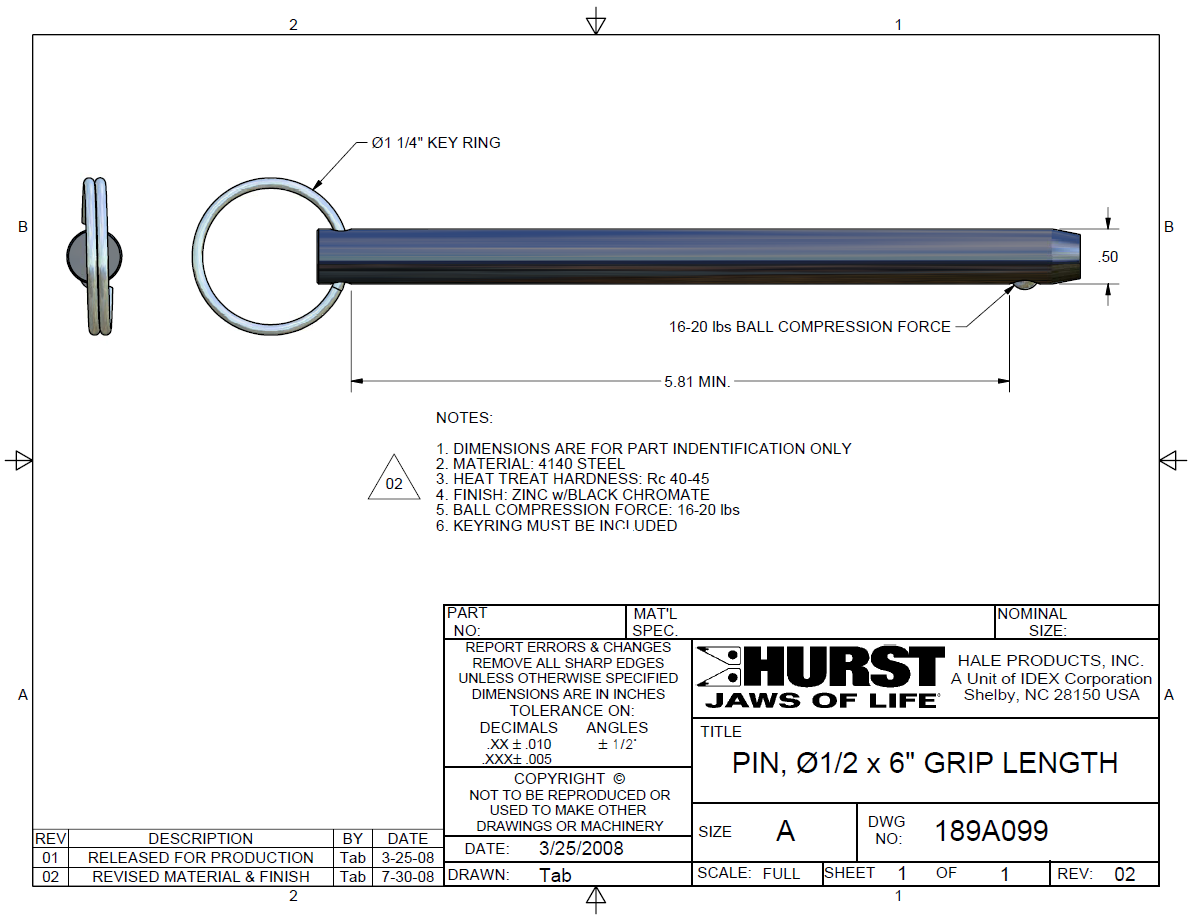 2
1
Ø1 1/4" KEY RING
B
B
.50
16-20 lbs BALL COMPRESSION FORCE
5.81 MIN.
NOTES:
1. DIMENSIONS ARE FOR PART INDENTIFICATION ONLY
2. MATERIAL: 4140 STEEL
3. HEAT TREAT HARDNESS: Rc 40-45
4. FINISH: ZINC w/BLACK CHROMATE
5. BALL COMPRESSION FORCE: 16-20 lbs
6. KEYRING MUST BE INCLUDED
02
PART NO:
MAT'L SPEC.
NOMINAL SIZE:
REPORT ERRORS & CHANGES
REMOVE ALL SHARP EDGES
UNLESS OTHERWISE SPECIFIED
DIMENSIONS ARE IN INCHES
TOLERANCE ON:
DECIMALS ANGLES
.XX ± .010 ± 1/2°
.XXX± .005
HURST
JAWS OF LIFE®
HALE PRODUCTS, INC.
A Unit of IDEX Corporation
Shelby, NC 28150 USA
A
A
TITLE
PIN, Ø1/2 x 6" GRIP LENGTH
COPYRIGHT ©
NOT TO BE REPRODUCED OR
USED TO MAKE OTHER
DRAWINGS OR MACHINERY
SIZE A
DWG NO: 189A099
DATE: 3/25/2008
DRAWN: Tab
SCALE: FULL
SHEET 1 OF 1
REV: 02
REV DESCRIPTION BY DATE
01 RELEASED FOR PRODUCTION Tab 3-25-08
02 REVISED MATERIAL & FINISH Tab 7-30-08
2
1